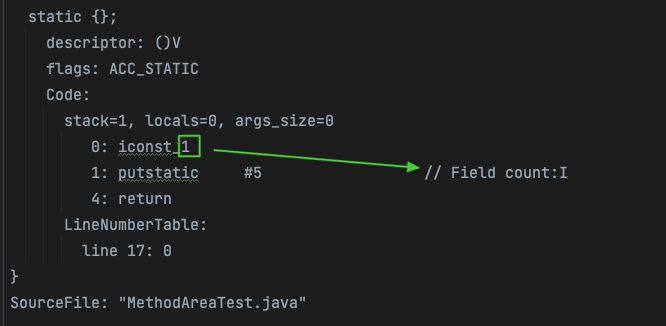 static {};
descriptor: ()V
flags: ACC_STATIC
Code:
stack=1, locals=0, args_size=0
0: iconst_1
1: putstatic #5 // Field count:I
4: return
LineNumberTable:
line 17: 0
}
SourceFile: "MethodAreaTest.java"